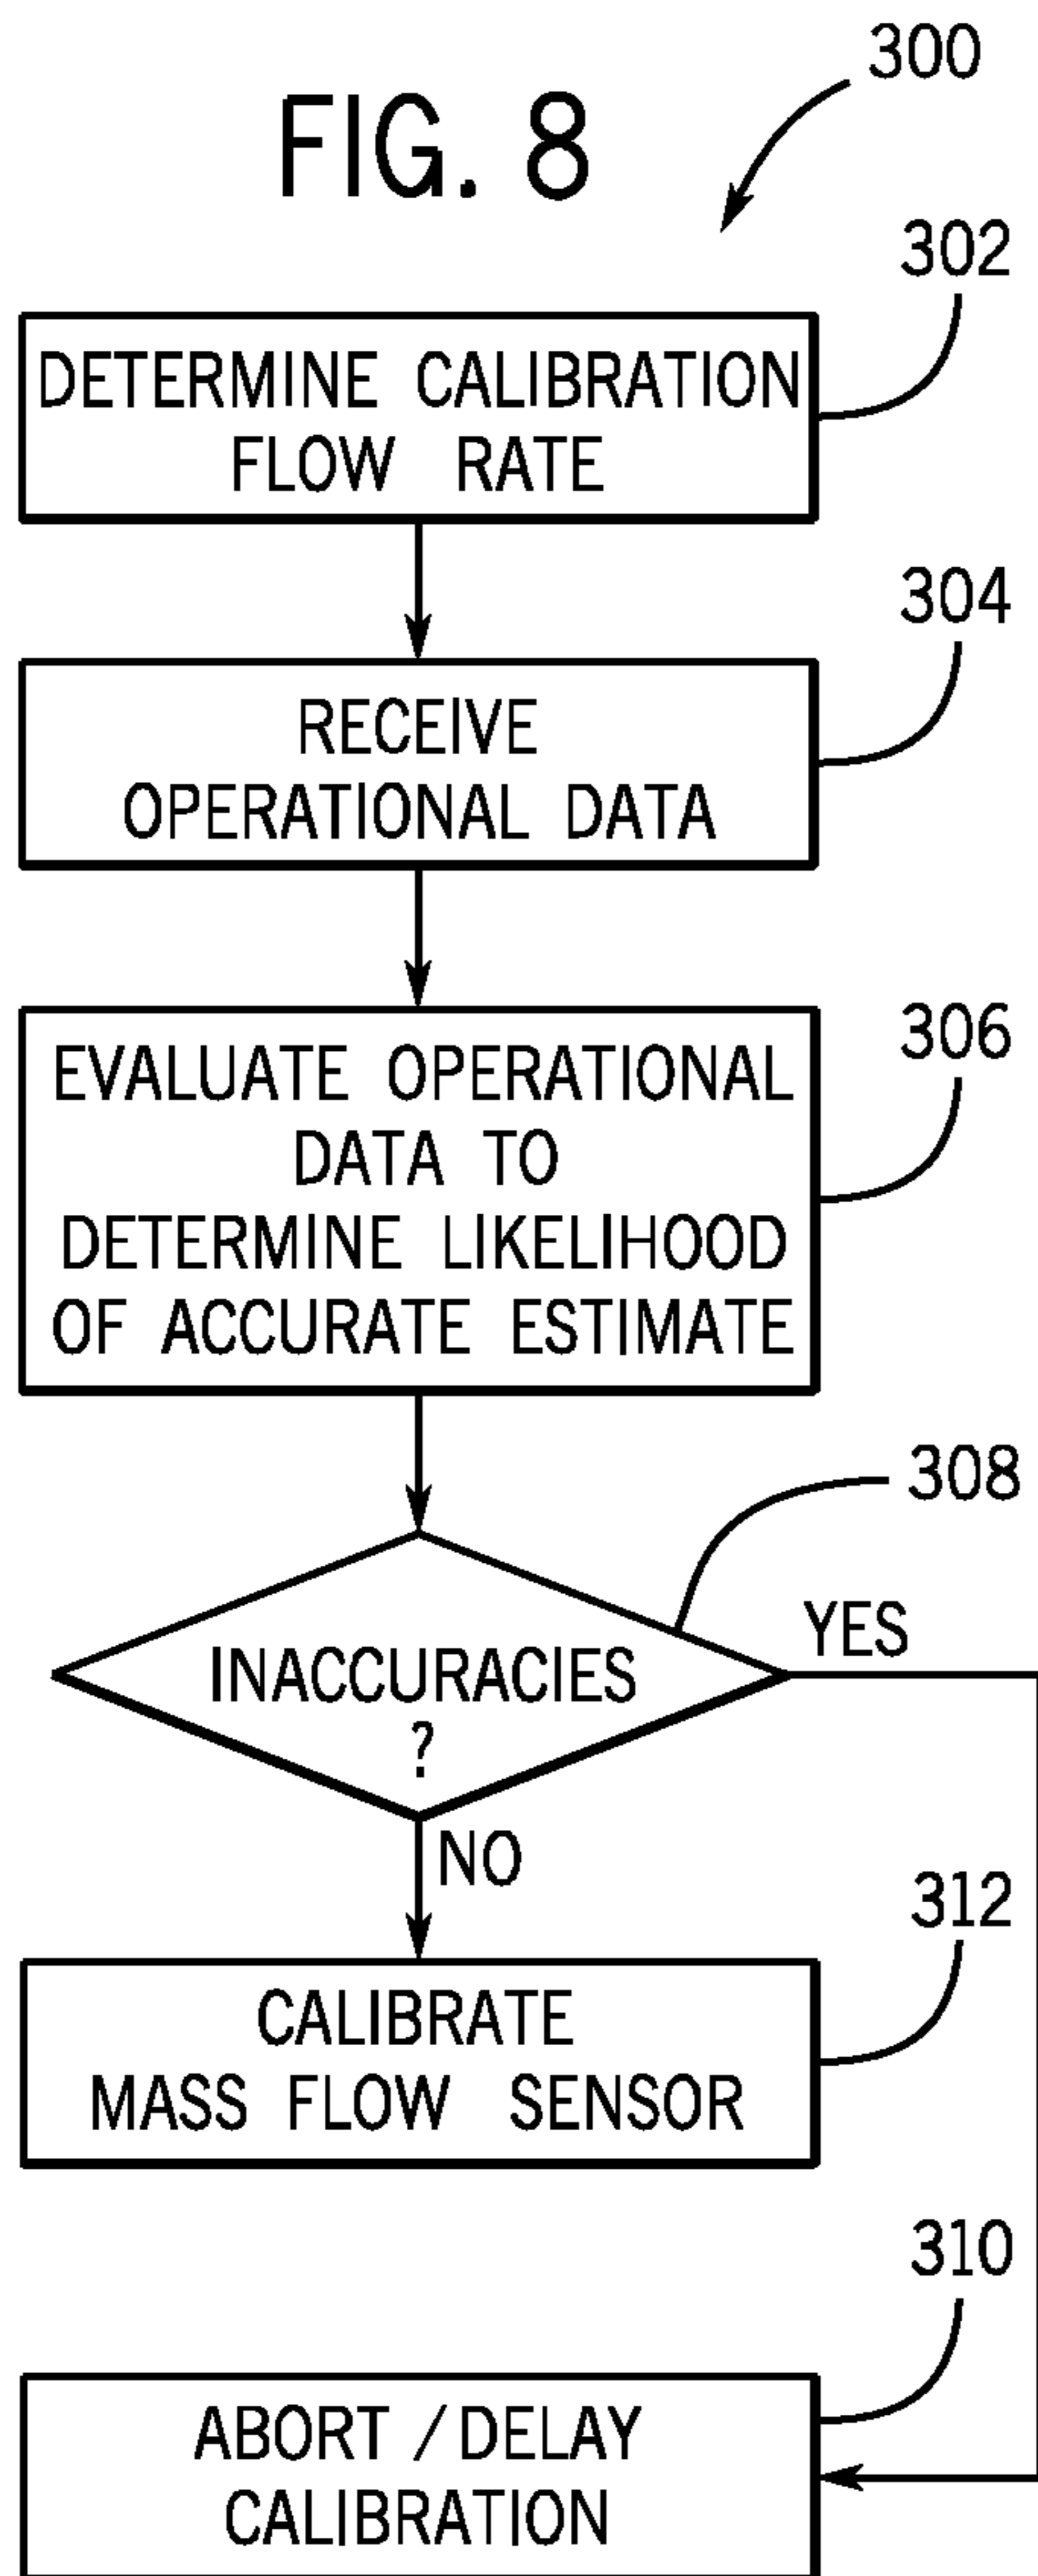 300
FIG. 8
302
DETERMINE CALIBRATION
FLOW RATE
304
RECEIVE
OPERATIONAL DATA
306
EVALUATE OPERATIONAL
DATA TO
DETERMINE LIKELIHOOD
OF ACCURATE ESTIMATE
308
YES
INACCURACIES
?
NO
312
CALIBRATE
MASS FLOW SENSOR
310
ABORT / DELAY
CALIBRATION